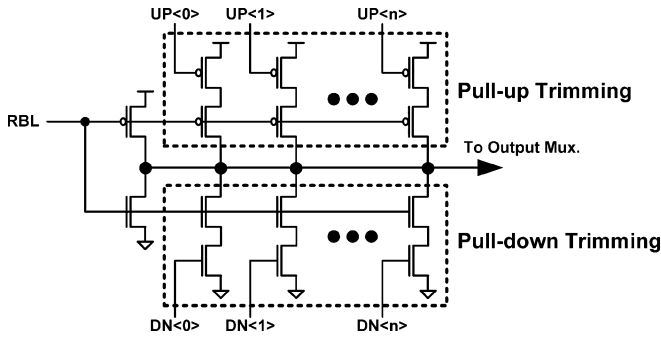 UP<0> UP<1> UP<n>
Pull-up Trimming
RBL
To Output Mux.
Pull-down Trimming
DN<0> DN<1> DN<n>